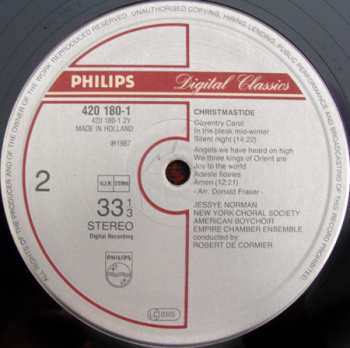 ALL RIGHTS OF THE PRODUCER AND OF THE OWNER OF THE WORK REPRODUCED RESERVED · UNAUTHORISED COPYING, HIRING, LENDING, PUBLIC PERFORMANCE AND BROADCASTING OF THIS RECORD PROHIBITED.
PHILIPS
Digital Classics
420 180-1
420 180-1 2Y
MADE IN HOLLAND
℗1987
2
STEMRA
33 1/3
STEREO
Digital Recording
PHILIPS
CHRISTMASTIDE
Coventry Carol
In the bleak mid-winter
Silent night (14:22)
Angels we have heard on high
We three kings of Orient are
Joy to the world
Adeste fideles
Amen (12:21)
- Arr. Donald Fraser -
JESSYE NORMAN
NEW YORK CHORAL SOCIETY
AMERICAN BOYCHOIR
EMPIRE CHAMBER ENSEMBLE
conducted by
ROBERT DE CORMIER